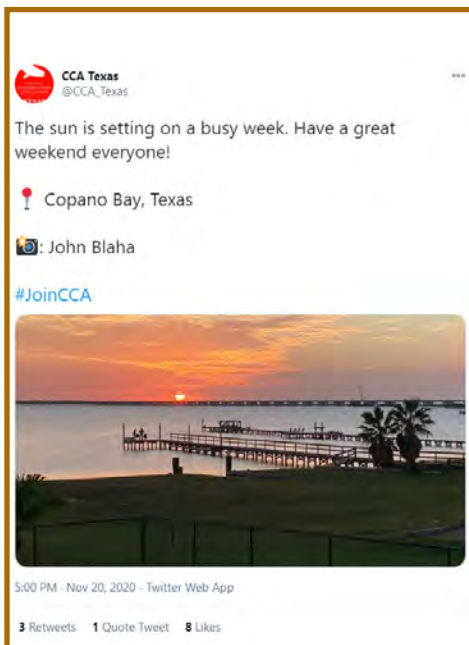 CCA Texas
@CCA_Texas
The sun is setting on a busy week. Have a great
weekend everyone!
📍 Copano Bay, Texas
📸: John Blaha
#JoinCCA
5:00 PM · Nov 20, 2020 · Twitter Web App
3 Retweets 1 Quote Tweet 8 Likes